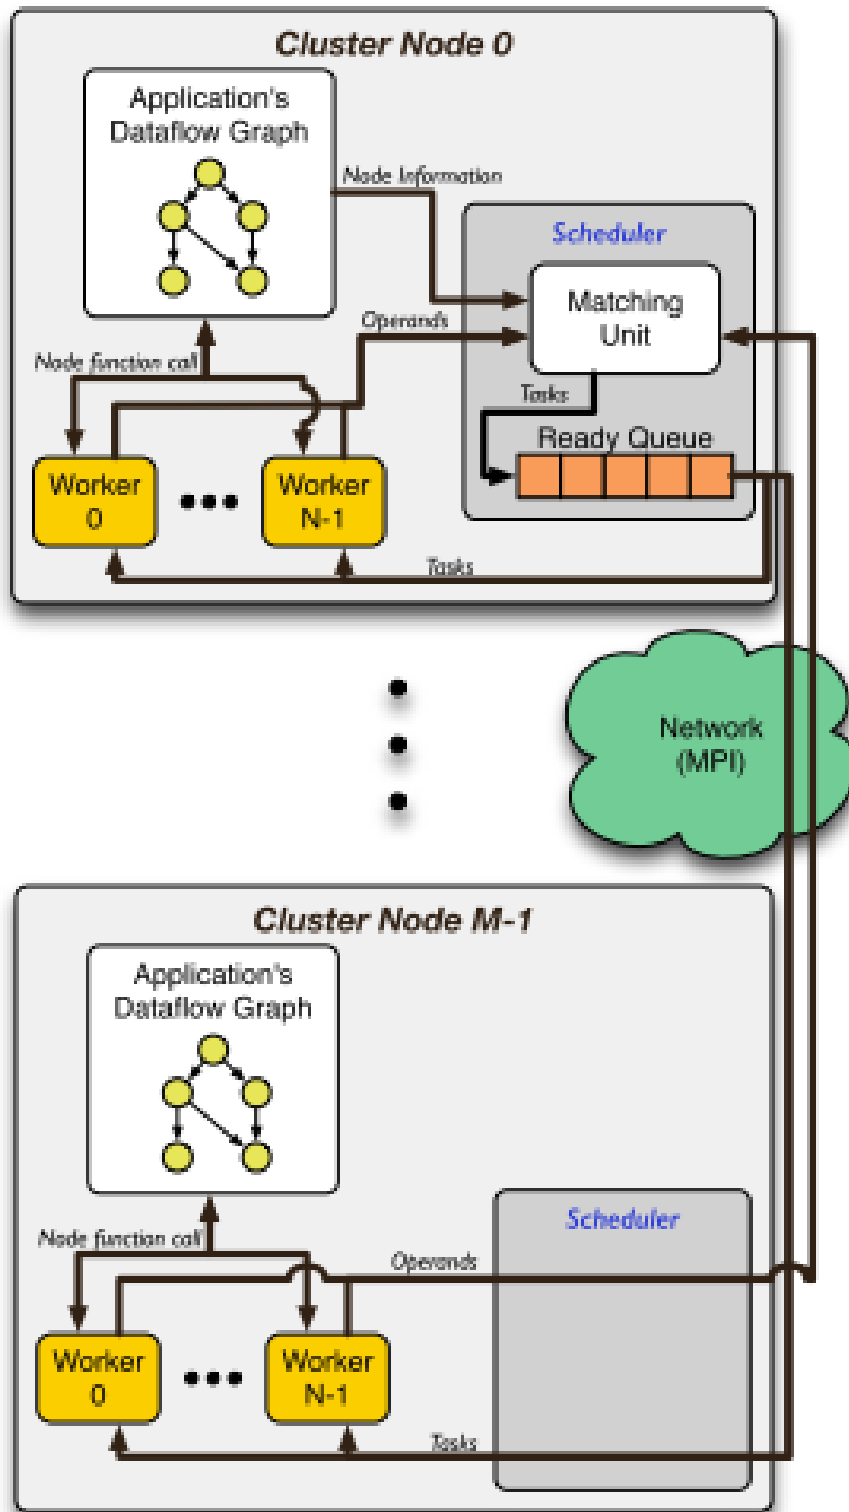 Cluster Node 0
Application's
Dataflow Graph
Node Information
Scheduler
Matching
Unit
Operands
Node function call
Tasks
Ready Queue
Worker
0
Worker
N-1
Tasks
Network
(MPI)
Cluster Node M-1
Application's
Dataflow Graph
Scheduler
Node function call
Operands
Worker
0
Worker
N-1
Tasks